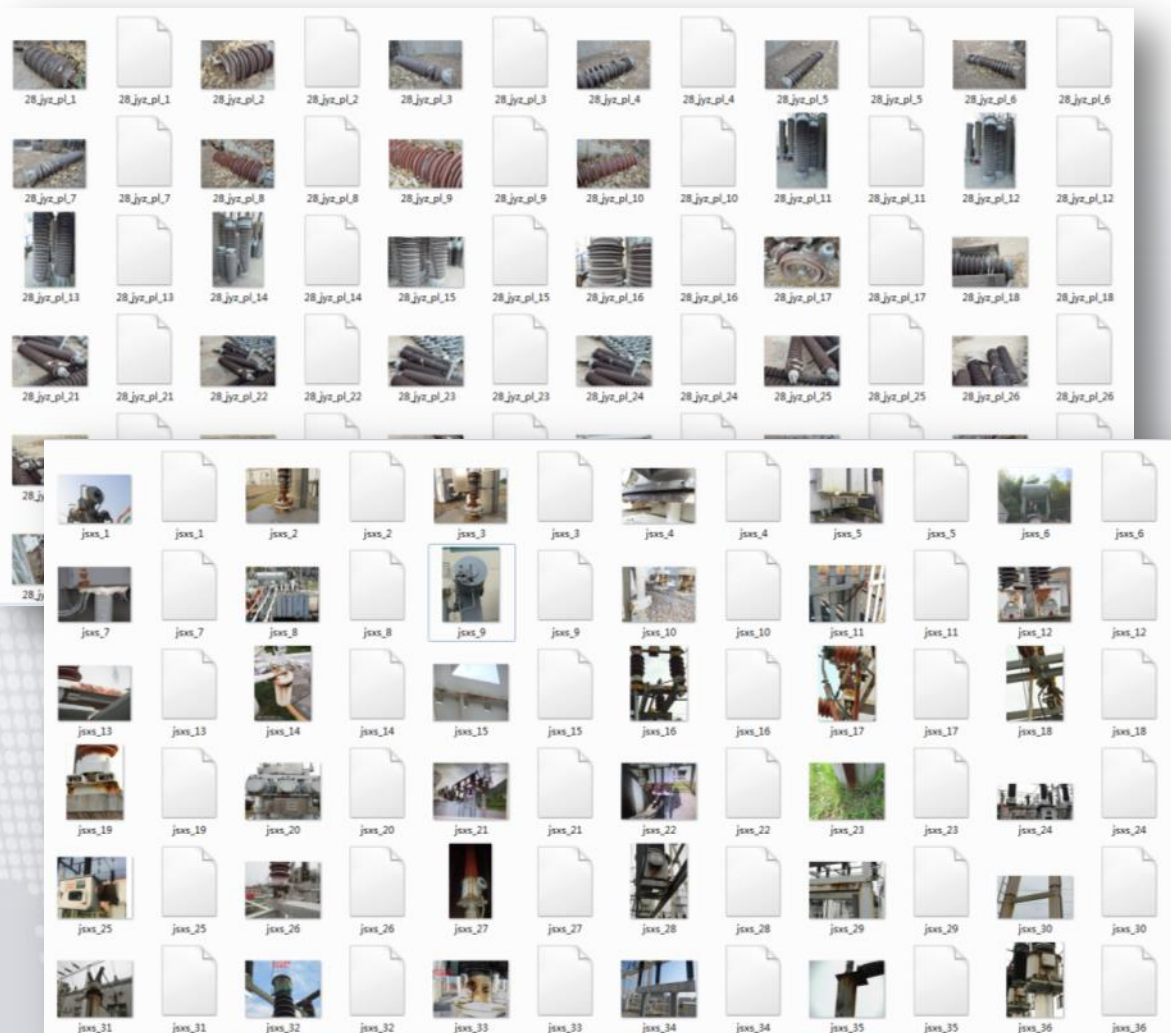 28_jyz_pl_1 28_jyz_pl_1 28_jyz_pl_2 28_jyz_pl_2 28_jyz_pl_3 28_jyz_pl_3 28_jyz_pl_4 28_jyz_pl_4 28_jyz_pl_5 28_jyz_pl_5 28_jyz_pl_6 28_jyz_pl_6
28_jyz_pl_7 28_jyz_pl_7 28_jyz_pl_8 28_jyz_pl_8 28_jyz_pl_9 28_jyz_pl_9 28_jyz_pl_10 28_jyz_pl_10 28_jyz_pl_11 28_jyz_pl_11 28_jyz_pl_12 28_jyz_pl_12
28_jyz_pl_13 28_jyz_pl_13 28_jyz_pl_14 28_jyz_pl_14 28_jyz_pl_15 28_jyz_pl_15 28_jyz_pl_16 28_jyz_pl_16 28_jyz_pl_17 28_jyz_pl_17 28_jyz_pl_18 28_jyz_pl_18
28_jyz_pl_21 28_jyz_pl_21 28_jyz_pl_22 28_jyz_pl_22 28_jyz_pl_23 28_jyz_pl_23 28_jyz_pl_24 28_jyz_pl_24 28_jyz_pl_25 28_jyz_pl_25 28_jyz_pl_26 28_jyz_pl_26
jsxs_1 jsxs_1 jsxs_2 jsxs_2 jsxs_3 jsxs_3 jsxs_4 jsxs_4 jsxs_5 jsxs_5 jsxs_6 jsxs_6
jsxs_7 jsxs_7 jsxs_8 jsxs_8 jsxs_9 jsxs_9 jsxs_10 jsxs_10 jsxs_11 jsxs_11 jsxs_12 jsxs_12
jsxs_13 jsxs_13 jsxs_14 jsxs_14 jsxs_15 jsxs_15 jsxs_16 jsxs_16 jsxs_17 jsxs_17 jsxs_18 jsxs_18
jsxs_19 jsxs_19 jsxs_20 jsxs_20 jsxs_21 jsxs_21 jsxs_22 jsxs_22 jsxs_23 jsxs_23 jsxs_24 jsxs_24
jsxs_25 jsxs_25 jsxs_26 jsxs_26 jsxs_27 jsxs_27 jsxs_28 jsxs_28 jsxs_29 jsxs_29 jsxs_30 jsxs_30
jsxs_31 jsxs_31 jsxs_32 jsxs_32 jsxs_33 jsxs_33 jsxs_34 jsxs_34 jsxs_35 jsxs_35 jsxs_36 jsxs_36